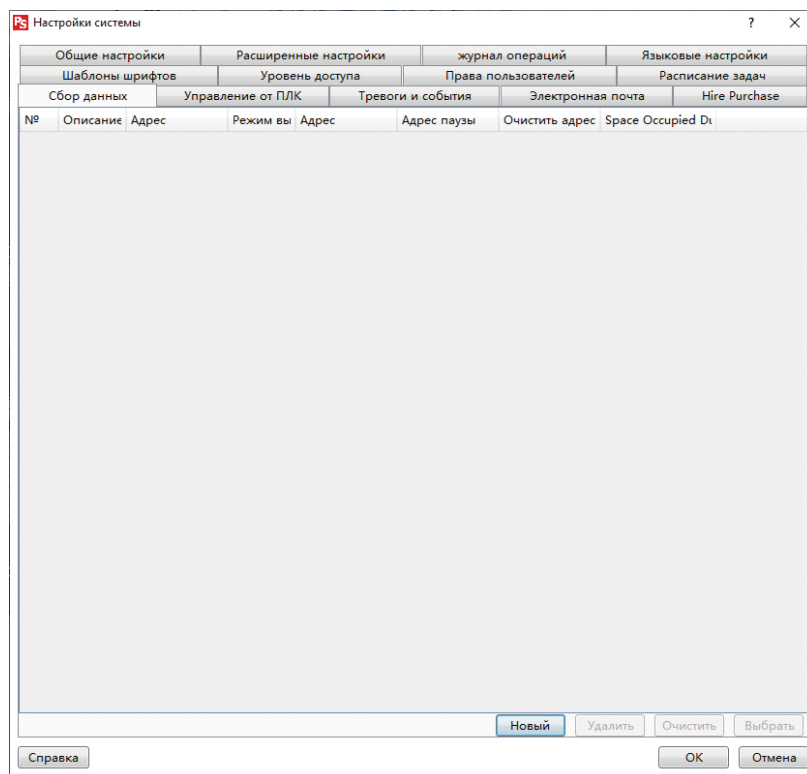 PS Настройки системы ?
Общие настройки Расширенные настройки журнал операций Языковые настройки
Шаблоны шрифтов Уровень доступа Права пользователей Расписание задач
Сбор данных Управление от ПЛК Тревоги и события Электронная почта Hire Purchase
№ Описание Адрес Режим вы Адрес Адрес паузы Очистить адрес Space Occupied Du
Новый Удалить Очистить Выбрать
Справка OK Отмена